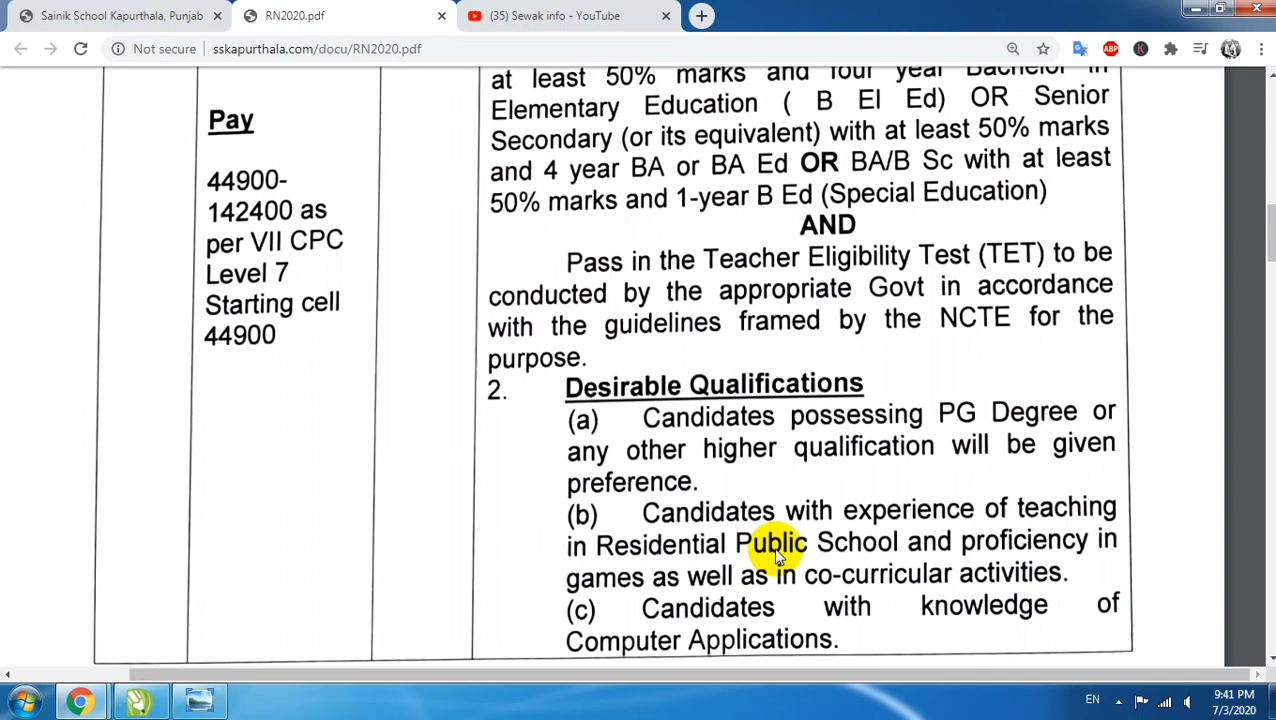 Sainik School Kapurthala, Punjab
RN2020.pdf
(35) Sewak info - YouTube
Not secure
sskapurthala.com/docu/RN2020.pdf
ABP
K
at least 50% marks and four year Bachelor in
Elementary Education ( B El Ed) OR Senior
Secondary (or its equivalent) with at least 50% marks
and 4 year BA or BA Ed OR BA/B Sc with at least
50% marks and 1-year B Ed (Special Education)
AND
Pass in the Teacher Eligibility Test (TET) to be
conducted by the appropriate Govt in accordance
with the guidelines framed by the NCTE for the
purpose.
2. Desirable Qualifications
(a) Candidates possessing PG Degree or
any other higher qualification will be given
preference.
(b) Candidates with experience of teaching
in Residential Public School and proficiency in
games as well as in co-curricular activities.
(c) Candidates with knowledge of
Computer Applications.
Pay
44900-
142400 as
per VII CPC
Level 7
Starting cell
44900
EN
9:41 PM
7/3/2020